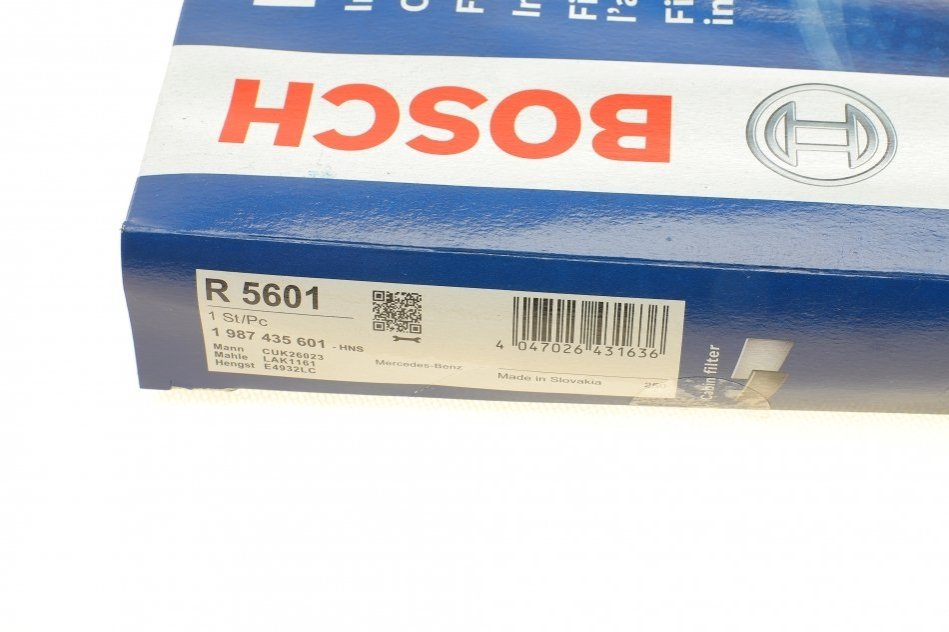 BOSCH
R 5601
1 St/Pc
1 987 435 601 - HNS
Mann CUK26023
Mahle LAK1161
Hengst E4932LC
Mercedes-Benz
4 047026 431636
Made in Slovakia
Cabin filter